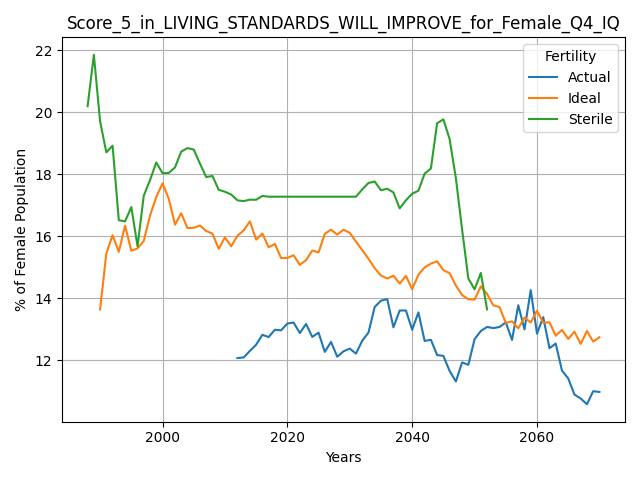 Score_5_in_LIVING_STANDARDS_WILL_IMPROVE_for_Female_Q4_IQ
Fertility
Actual
Ideal
Sterile
% of Female Population
22
20
18
16
14
12
2000
2020
2040
2060
Years